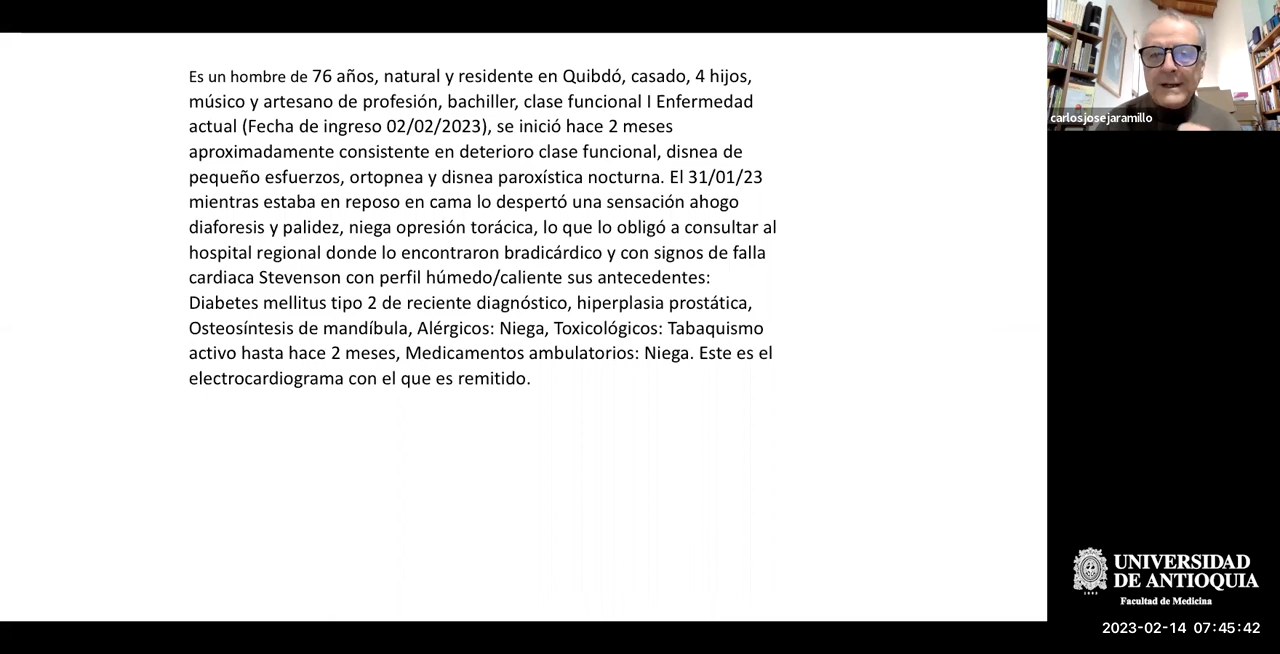 Es un hombre de 76 años, natural y residente en Quibdó, casado, 4 hijos,
músico y artesano de profesión, bachiller, clase funcional I Enfermedad
actual (Fecha de ingreso 02/02/2023), se inició hace 2 meses
aproximadamente consistente en deterioro clase funcional, disnea de
pequeño esfuerzos, ortopnea y disnea paroxística nocturna. El 31/01/23
mientras estaba en reposo en cama lo despertó una sensación ahogo
diaforesis y palidez, niega opresión torácica, lo que lo obligó a consultar al
hospital regional donde lo encontraron bradicárdico y con signos de falla
cardiaca Stevenson con perfil húmedo/caliente sus antecedentes:
Diabetes mellitus tipo 2 de reciente diagnóstico, hiperplasia prostática,
Osteosíntesis de mandíbula, Alérgicos: Niega, Toxicológicos: Tabaquismo
activo hasta hace 2 meses, Medicamentos ambulatorios: Niega. Este es el
electrocardiograma con el que es remitido.
carlosjosejaramillo
UNIVERSIDAD
DE ANTIOQUIA
1803
Facultad de Medicina
2023-02-14 07:45:42